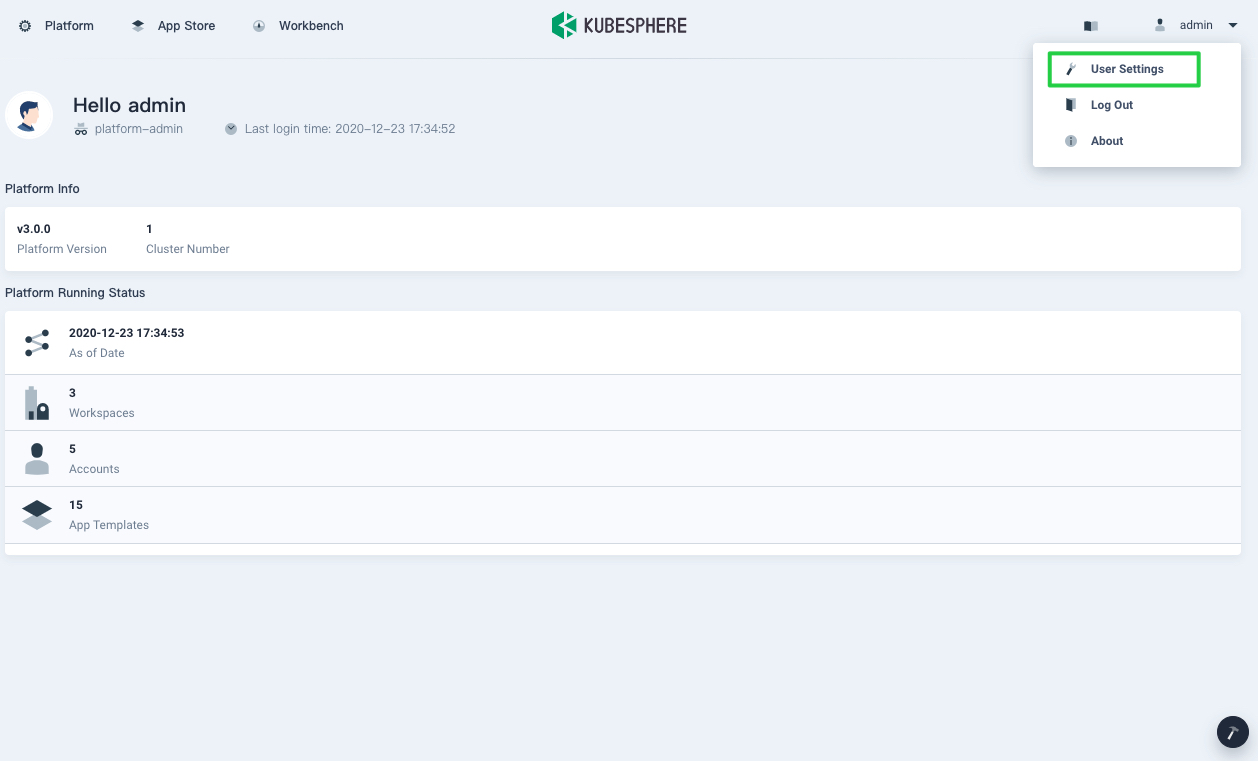 Platform App Store Workbench KUBESPHERE admin
User Settings
Log Out
About
Hello admin
platform-admin Last login time: 2020-12-23 17:34:52
Platform Info
v3.0.0 1
Platform Version Cluster Number
Platform Running Status
2020-12-23 17:34:53
As of Date
3
Workspaces
5
Accounts
15
App Templates